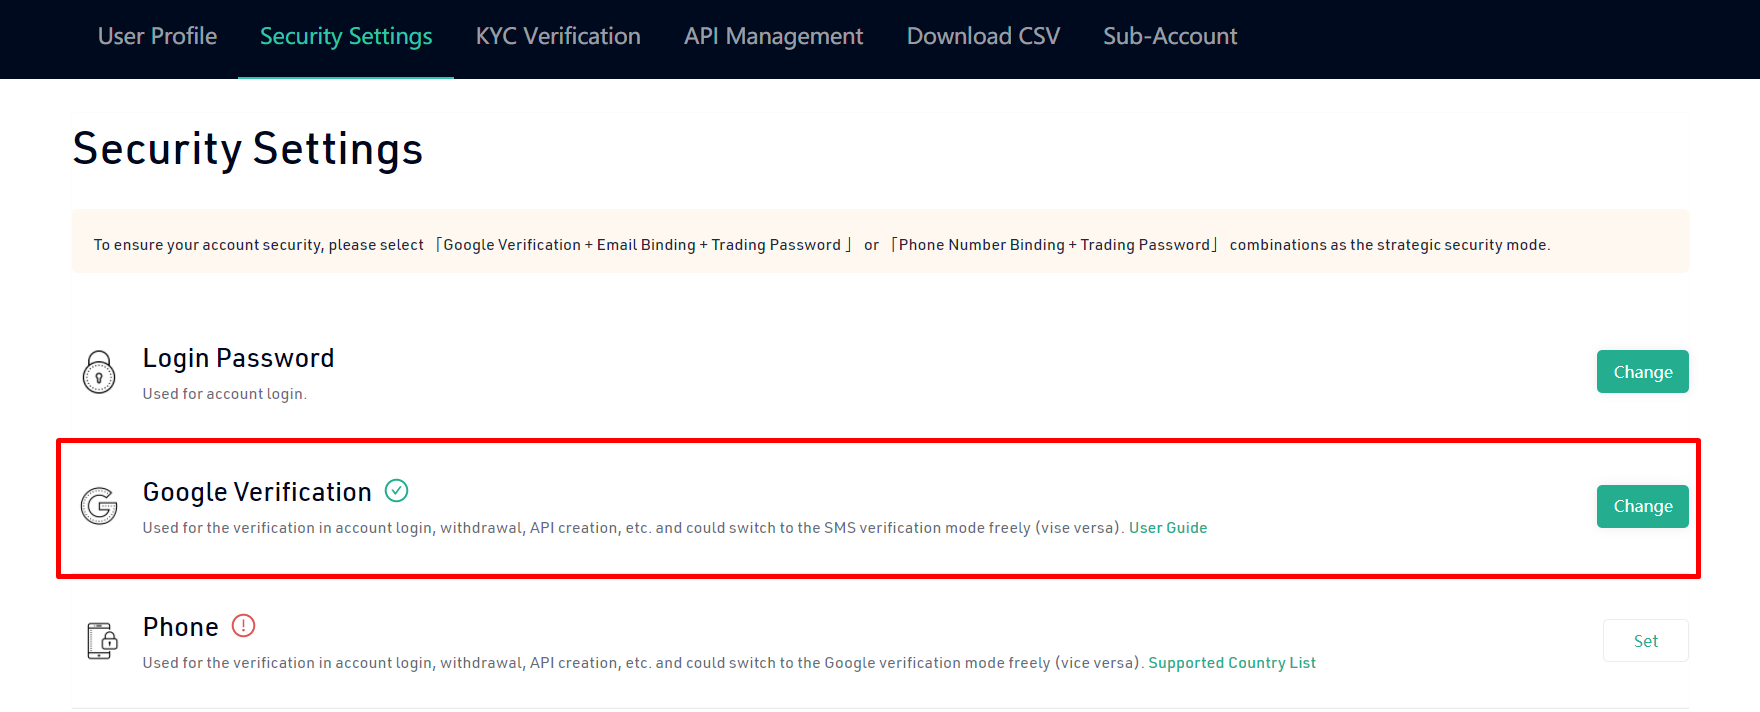 User Profile Security Settings KYC Verification API Management Download CSV Sub-Account
Security Settings
To ensure your account security, please select 「Google Verification + Email Binding + Trading Password 」 or 「Phone Number Binding + Trading Password」 combinations as the strategic security mode.
Login Password
Change
Used for account login.
Google Verification
Change
Used for the verification in account login, withdrawal, API creation, etc. and could switch to the SMS verification mode freely (vise versa). User Guide
Phone
Set
Used for the verification in account login, withdrawal, API creation, etc. and could switch to the Google verification mode freely (vice versa). Supported Country List